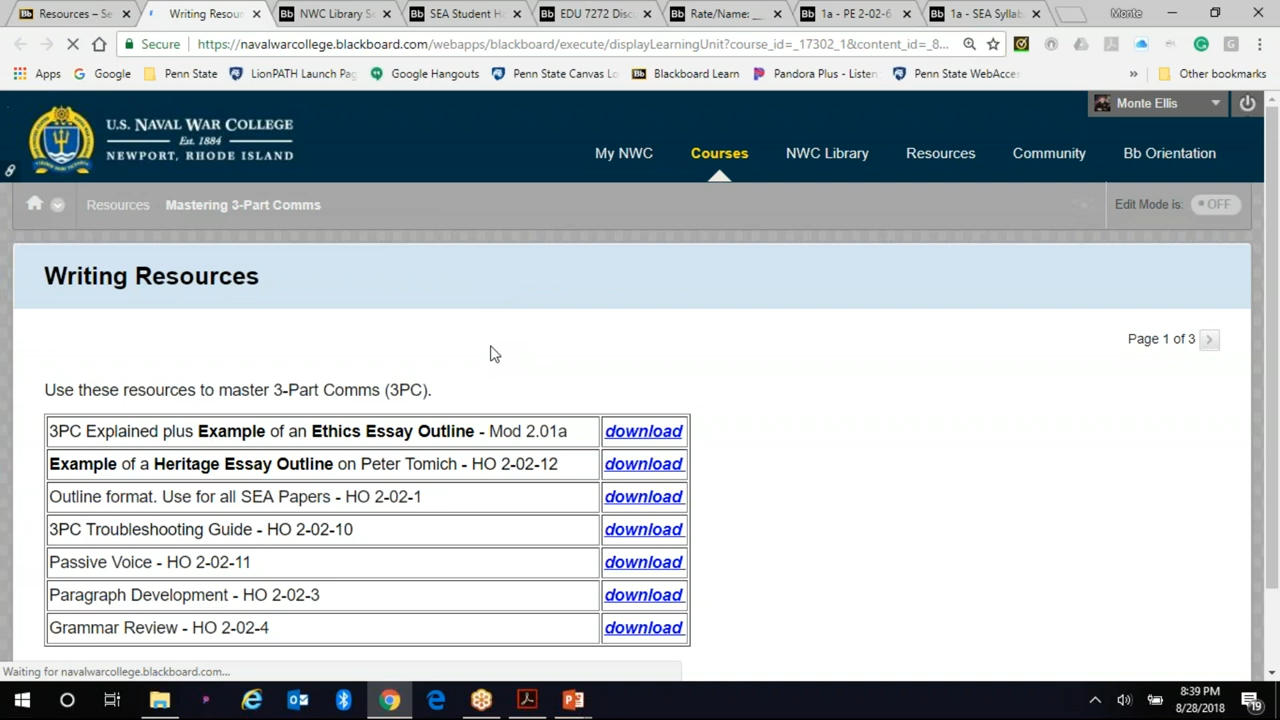 Resources - Se
Writing Resour
NWC Library S
SEA Student H
EDU 7272 Disc
Rate/Name: ___
1a - PE 2-02-6
1a - SEA Syllab
Monte
Secure
https://navalwarcollege.blackboard.com/webapps/blackboard/execute/displayLearningUnit?course_id=_17302_1&content_id=_8...
Apps
Google
Penn State
LionPATH Launch Pag
Google Hangouts
Penn State Canvas Lo
Blackboard Learn
Pandora Plus - Listen
Penn State WebAcces
»
Other bookmarks
Monte Ellis
U.S. NAVAL WAR COLLEGE
Est. 1884
NEWPORT, RHODE ISLAND
My NWC
Courses
NWC Library
Resources
Community
Bb Orientation
Resources
Mastering 3-Part Comms
Edit Mode is:
OFF
Writing Resources
Page 1 of 3
Use these resources to master 3-Part Comms (3PC).
3PC Explained plus Example of an Ethics Essay Outline - Mod 2.01a download
Example of a Heritage Essay Outline on Peter Tomich - HO 2-02-12 download
Outline format. Use for all SEA Papers - HO 2-02-1 download
3PC Troubleshooting Guide - HO 2-02-10 download
Passive Voice - HO 2-02-11 download
Paragraph Development - HO 2-02-3 download
Grammar Review - HO 2-02-4 download
Waiting for navalwarcollege.blackboard.com...
8:39 PM
8/28/2018
19